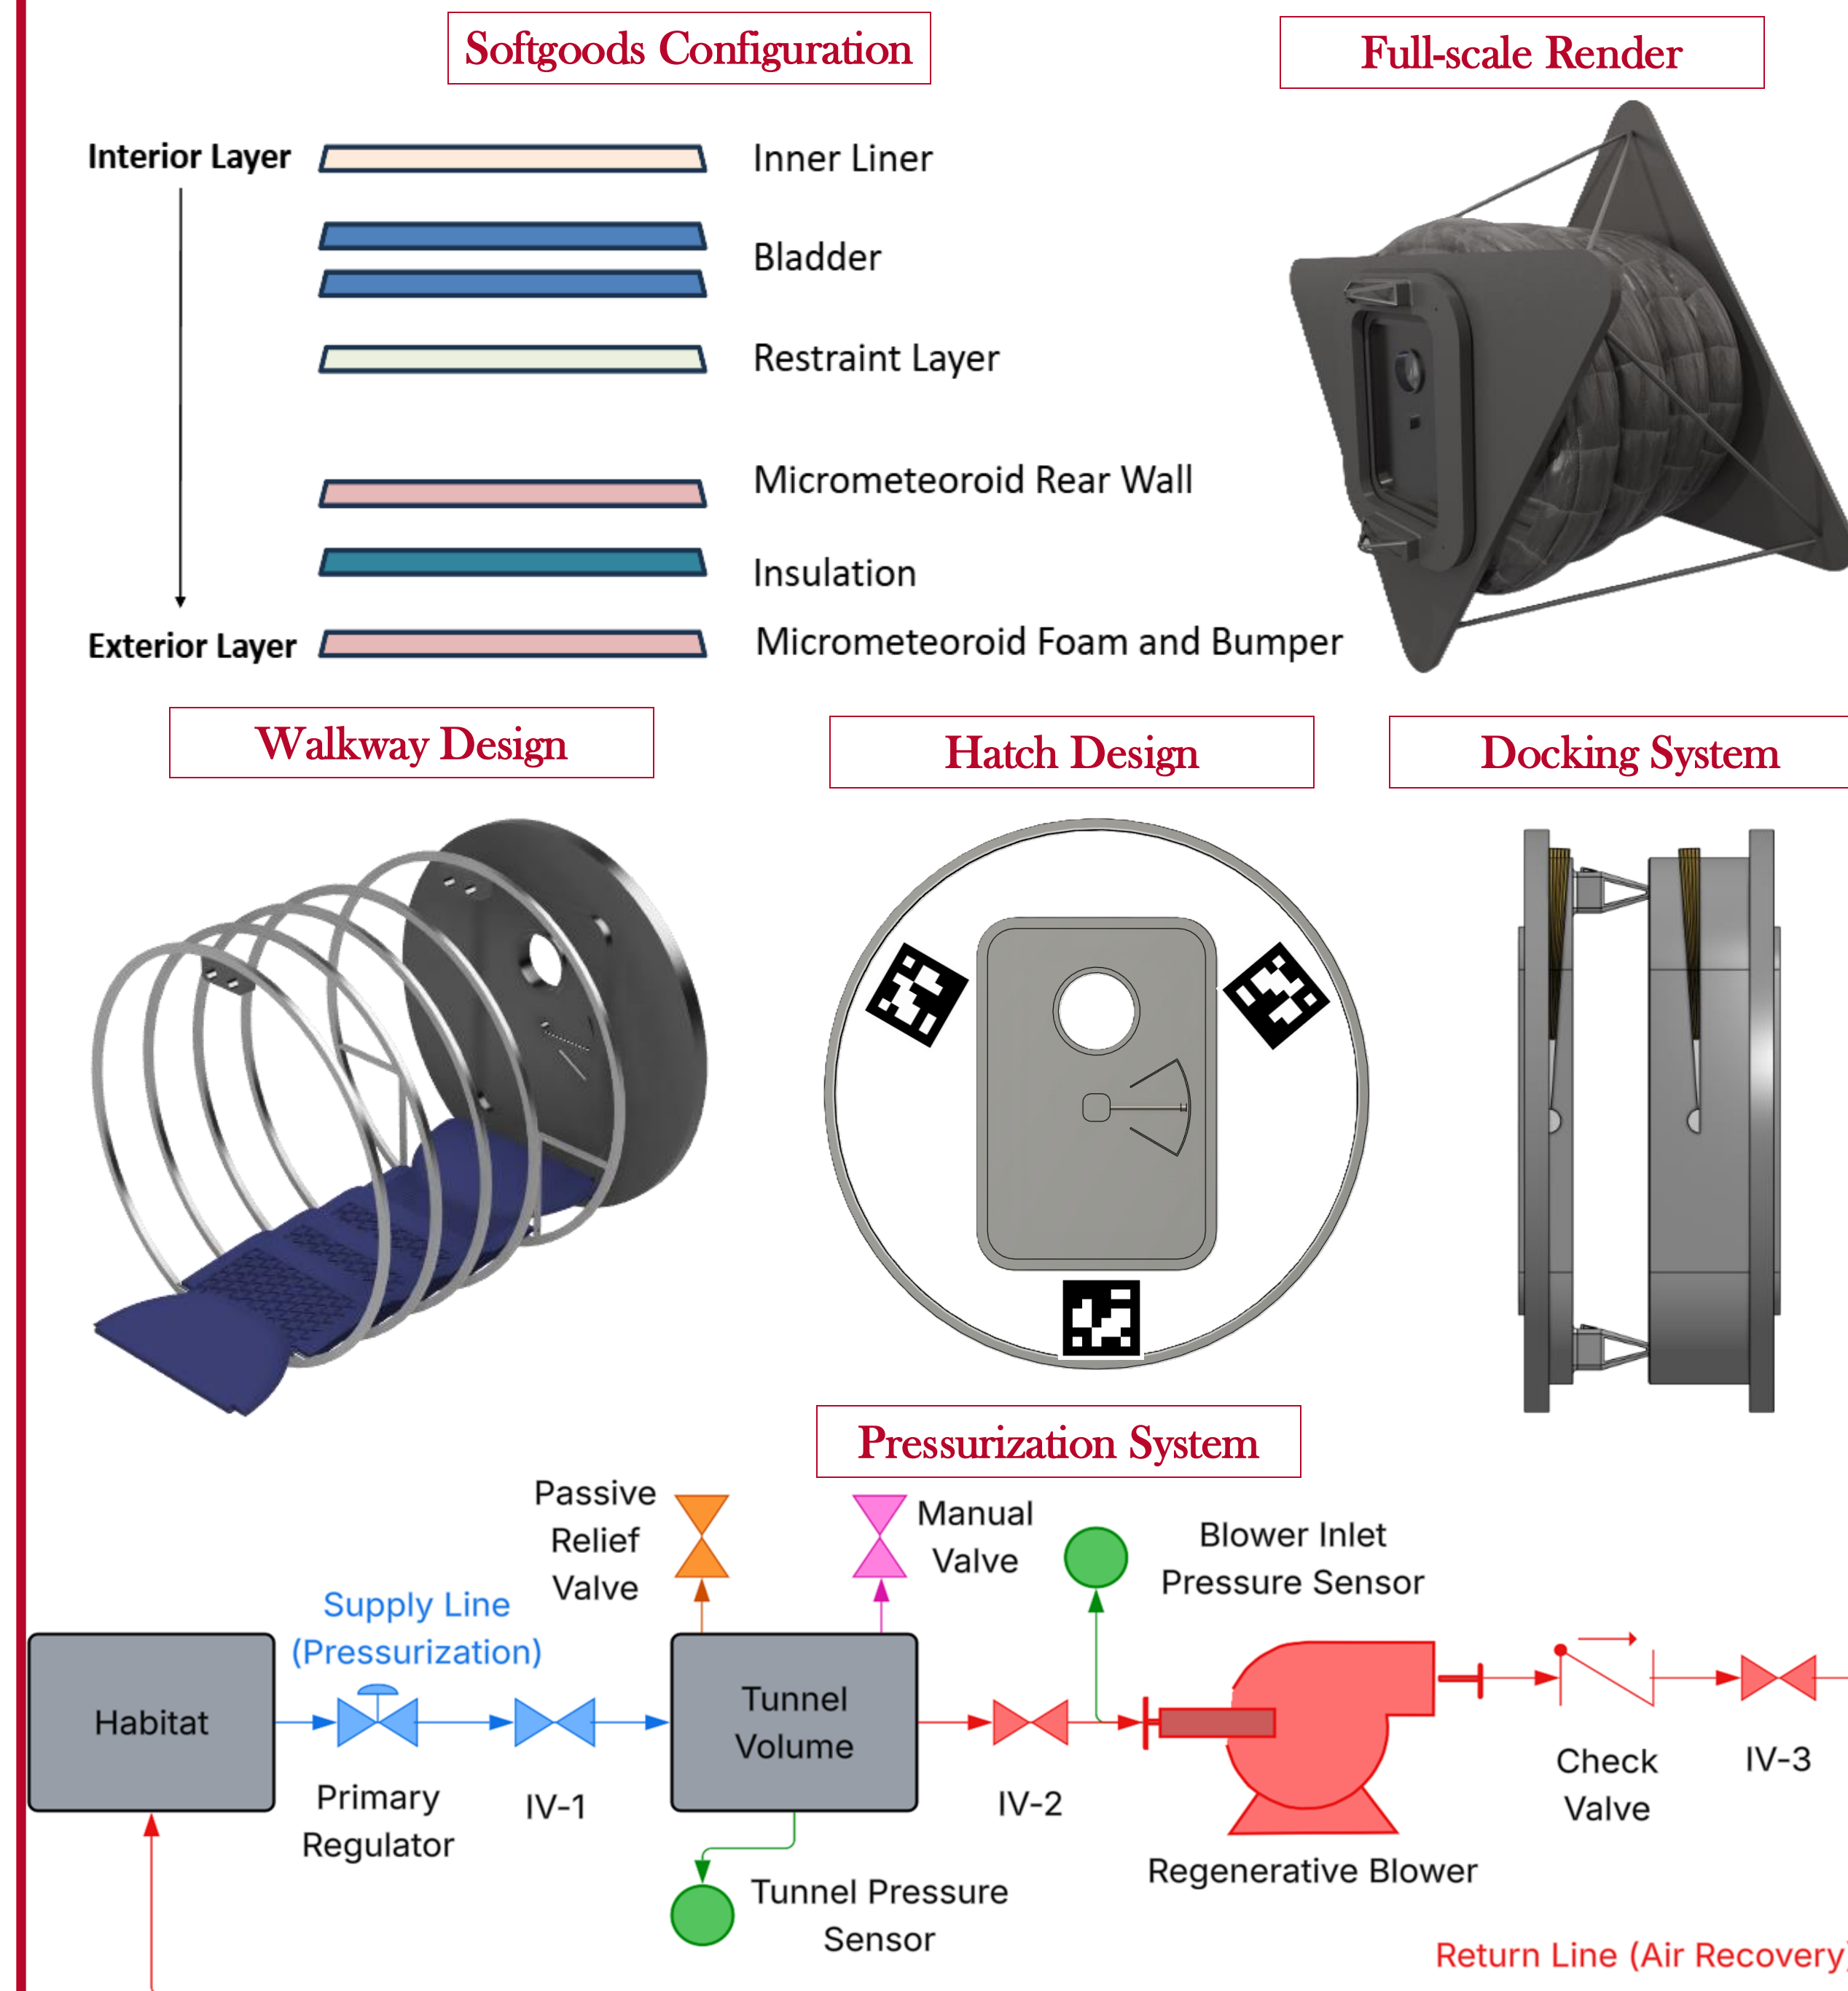 Softgoods Configuration
Full-scale Render
Interior Layer
Inner Liner
Bladder
Restraint Layer
Micrometeoroid Rear Wall
Insulation
Exterior Layer
Micrometeoroid Foam and Bumper
Walkway Design
Hatch Design
Docking System
Pressurization System
Passive
Relief
Valve
Manual
Valve
Blower Inlet
Pressure Sensor
Supply Line
(Pressurization)
Habitat
Tunnel
Volume
Primary
Regulator
IV-1
IV-2
Check
Valve
IV-3
Regenerative Blower
Tunnel Pressure
Sensor
Return Line (Air Recovery)